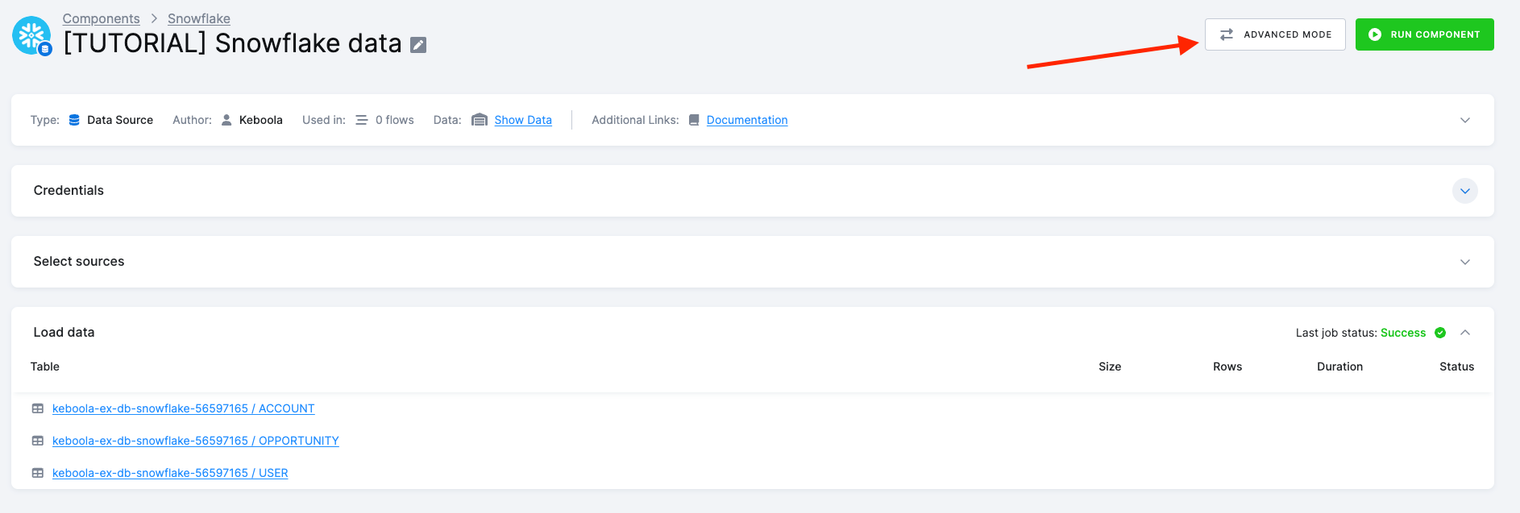 Components > Snowflake
[TUTORIAL] Snowflake data
ADVANCED MODE
RUN COMPONENT
Type: Data Source Author: Keboola Used in: 0 flows Data: Show Data Additional Links: Documentation
Credentials
Select sources
Load data
Last job status: Success
Table Size Rows Duration Status
keboola-ex-db-snowflake-56597165 / ACCOUNT
keboola-ex-db-snowflake-56597165 / OPPORTUNITY
keboola-ex-db-snowflake-56597165 / USER